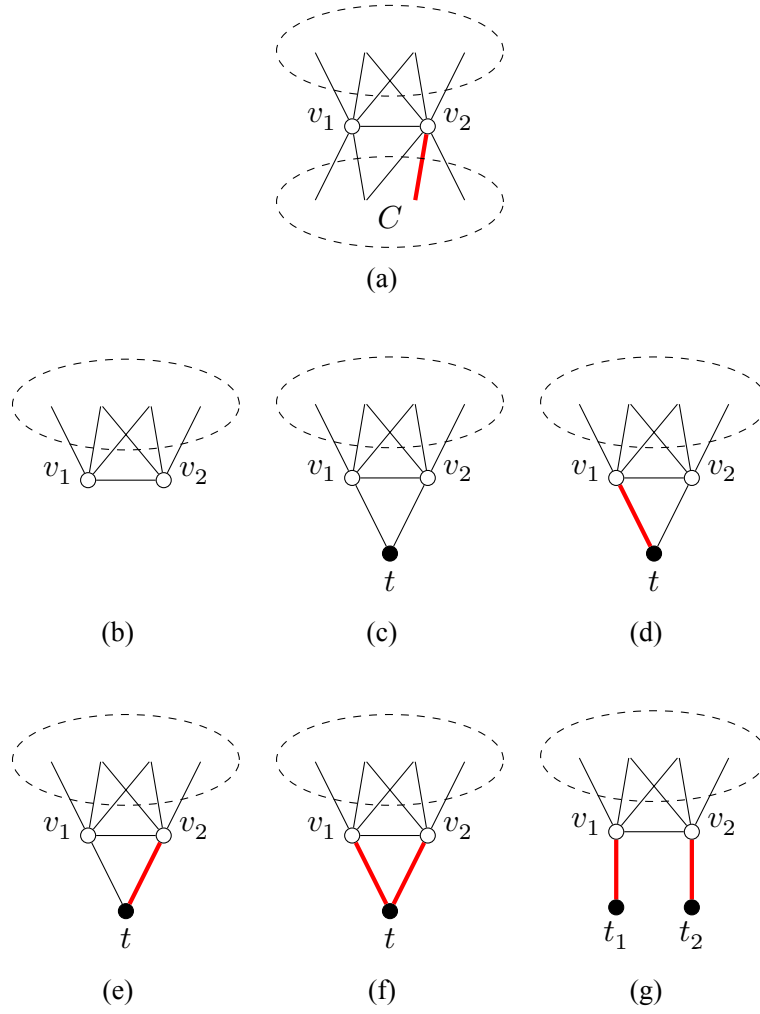 v1 v2
C
(a)
v1 v2 v1 v2 v1 v2
t t
(b) (c) (d)
v1 v2 v1 v2 v1 v2
t t t1 t2
(e) (f) (g)